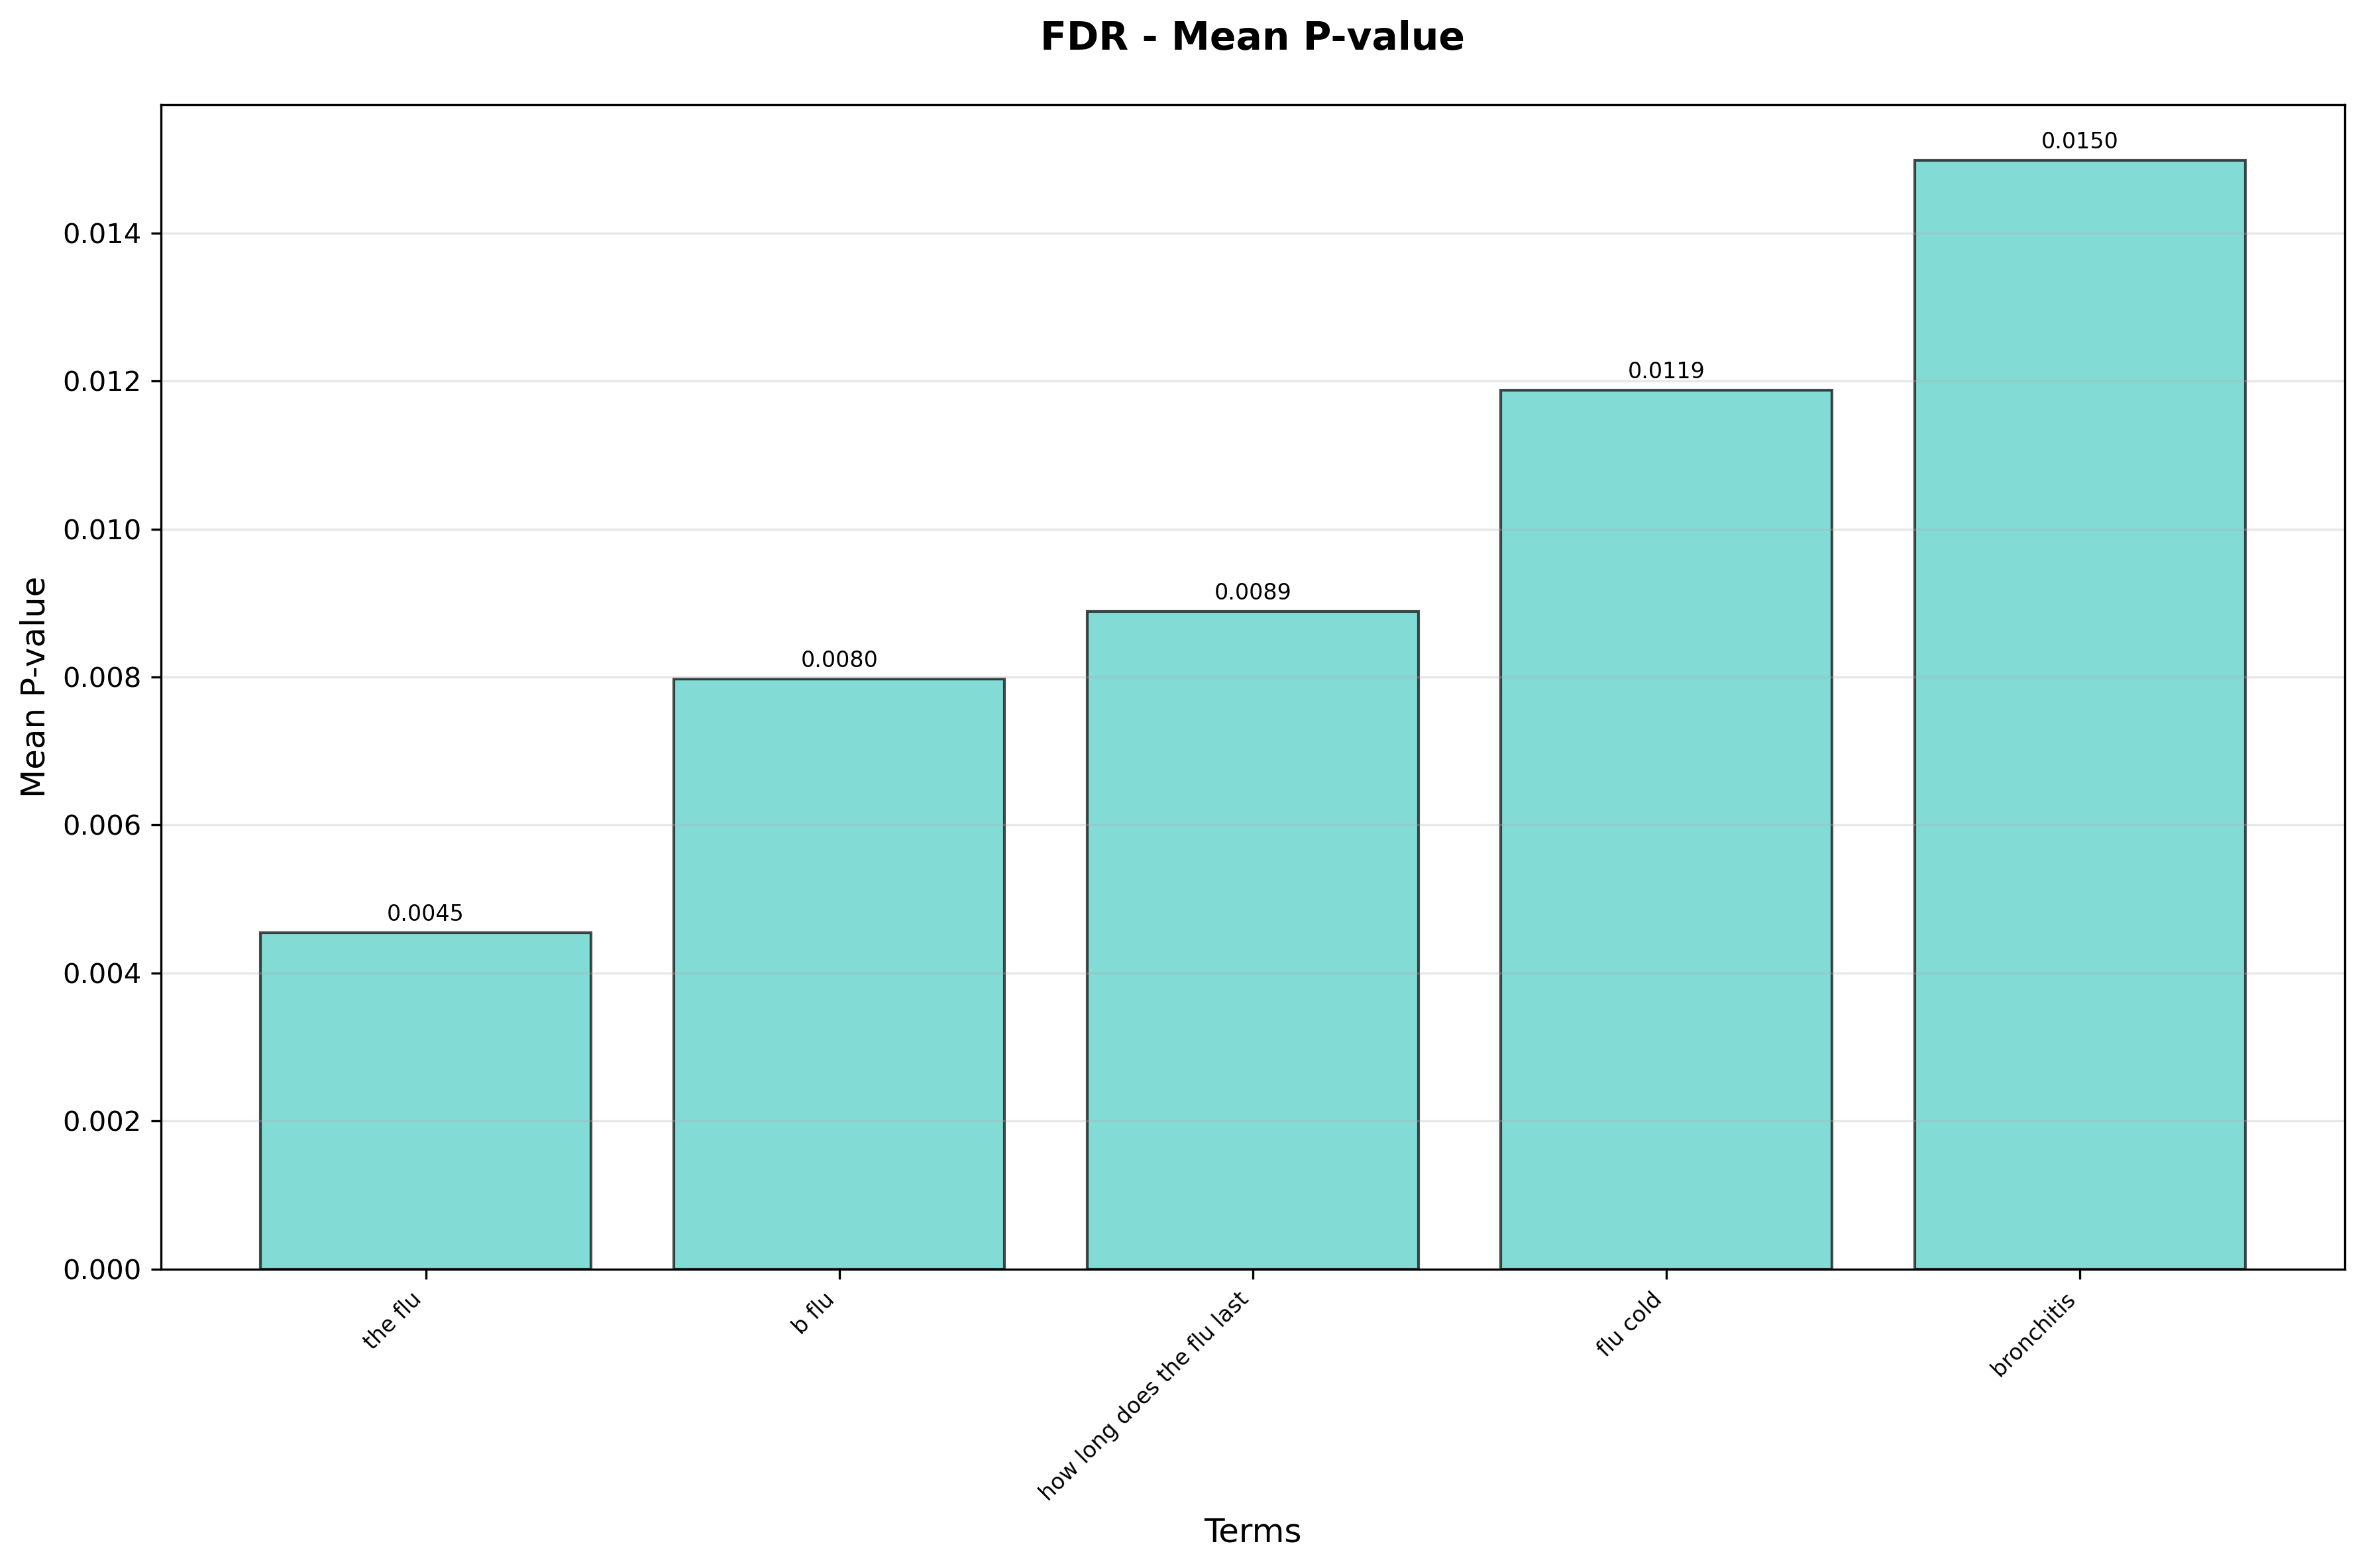 FDR - Mean P-value
Mean P-value
0.014
0.012
0.010
0.008
0.006
0.004
0.002
0.000
0.0045
0.0080
0.0089
0.0119
0.0150
the flu
b flu
how long does the flu last
flu cold
bronchitis
Terms